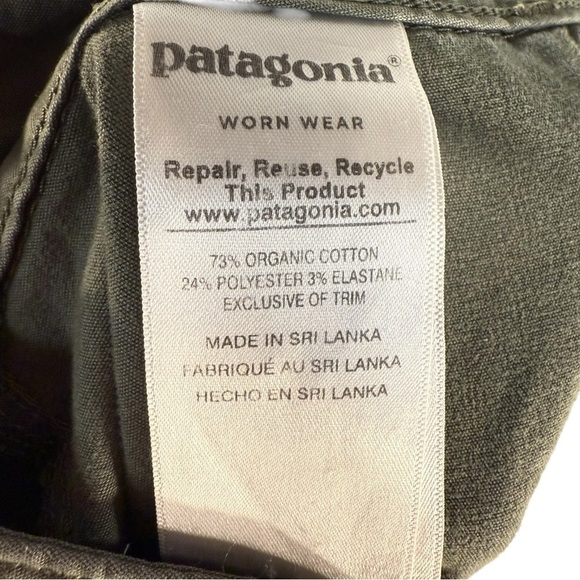 patagonia®
WORN WEAR
Repair, Reuse, Recycle
This Product
www.patagonia.com
73% ORGANIC COTTON
24% POLYESTER 3% ELASTANE
EXCLUSIVE OF TRIM
MADE IN SRI LANKA
FABRIQUÉ AU SRI LANKA
HECHO EN SRI LANKA